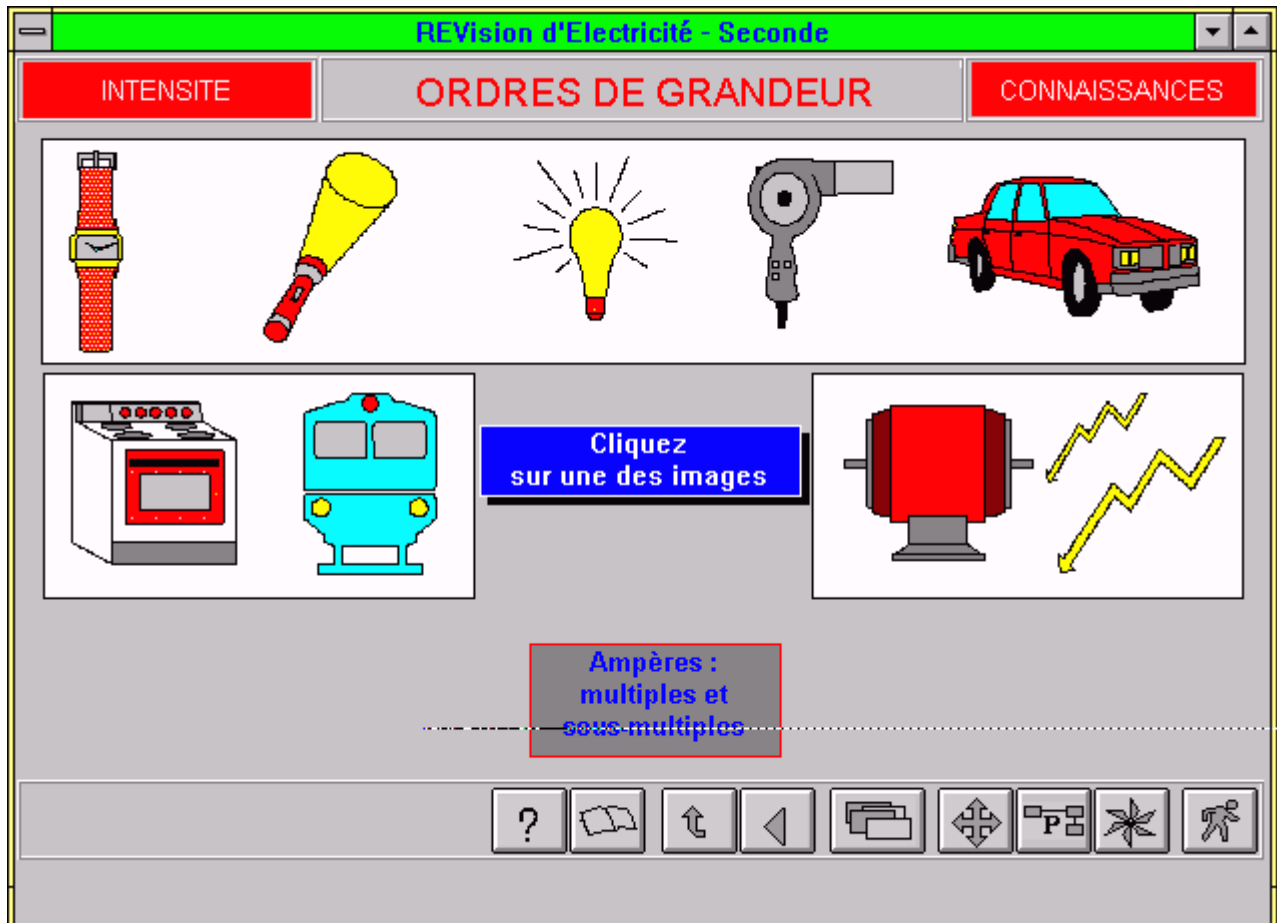 REVision d'Electricité - Seconde
INTENSITE
ORDRES DE GRANDEUR
CONNAISSANCES
Cliquez
sur une des images
Ampères :
multiples et
sous-multiples
?
P